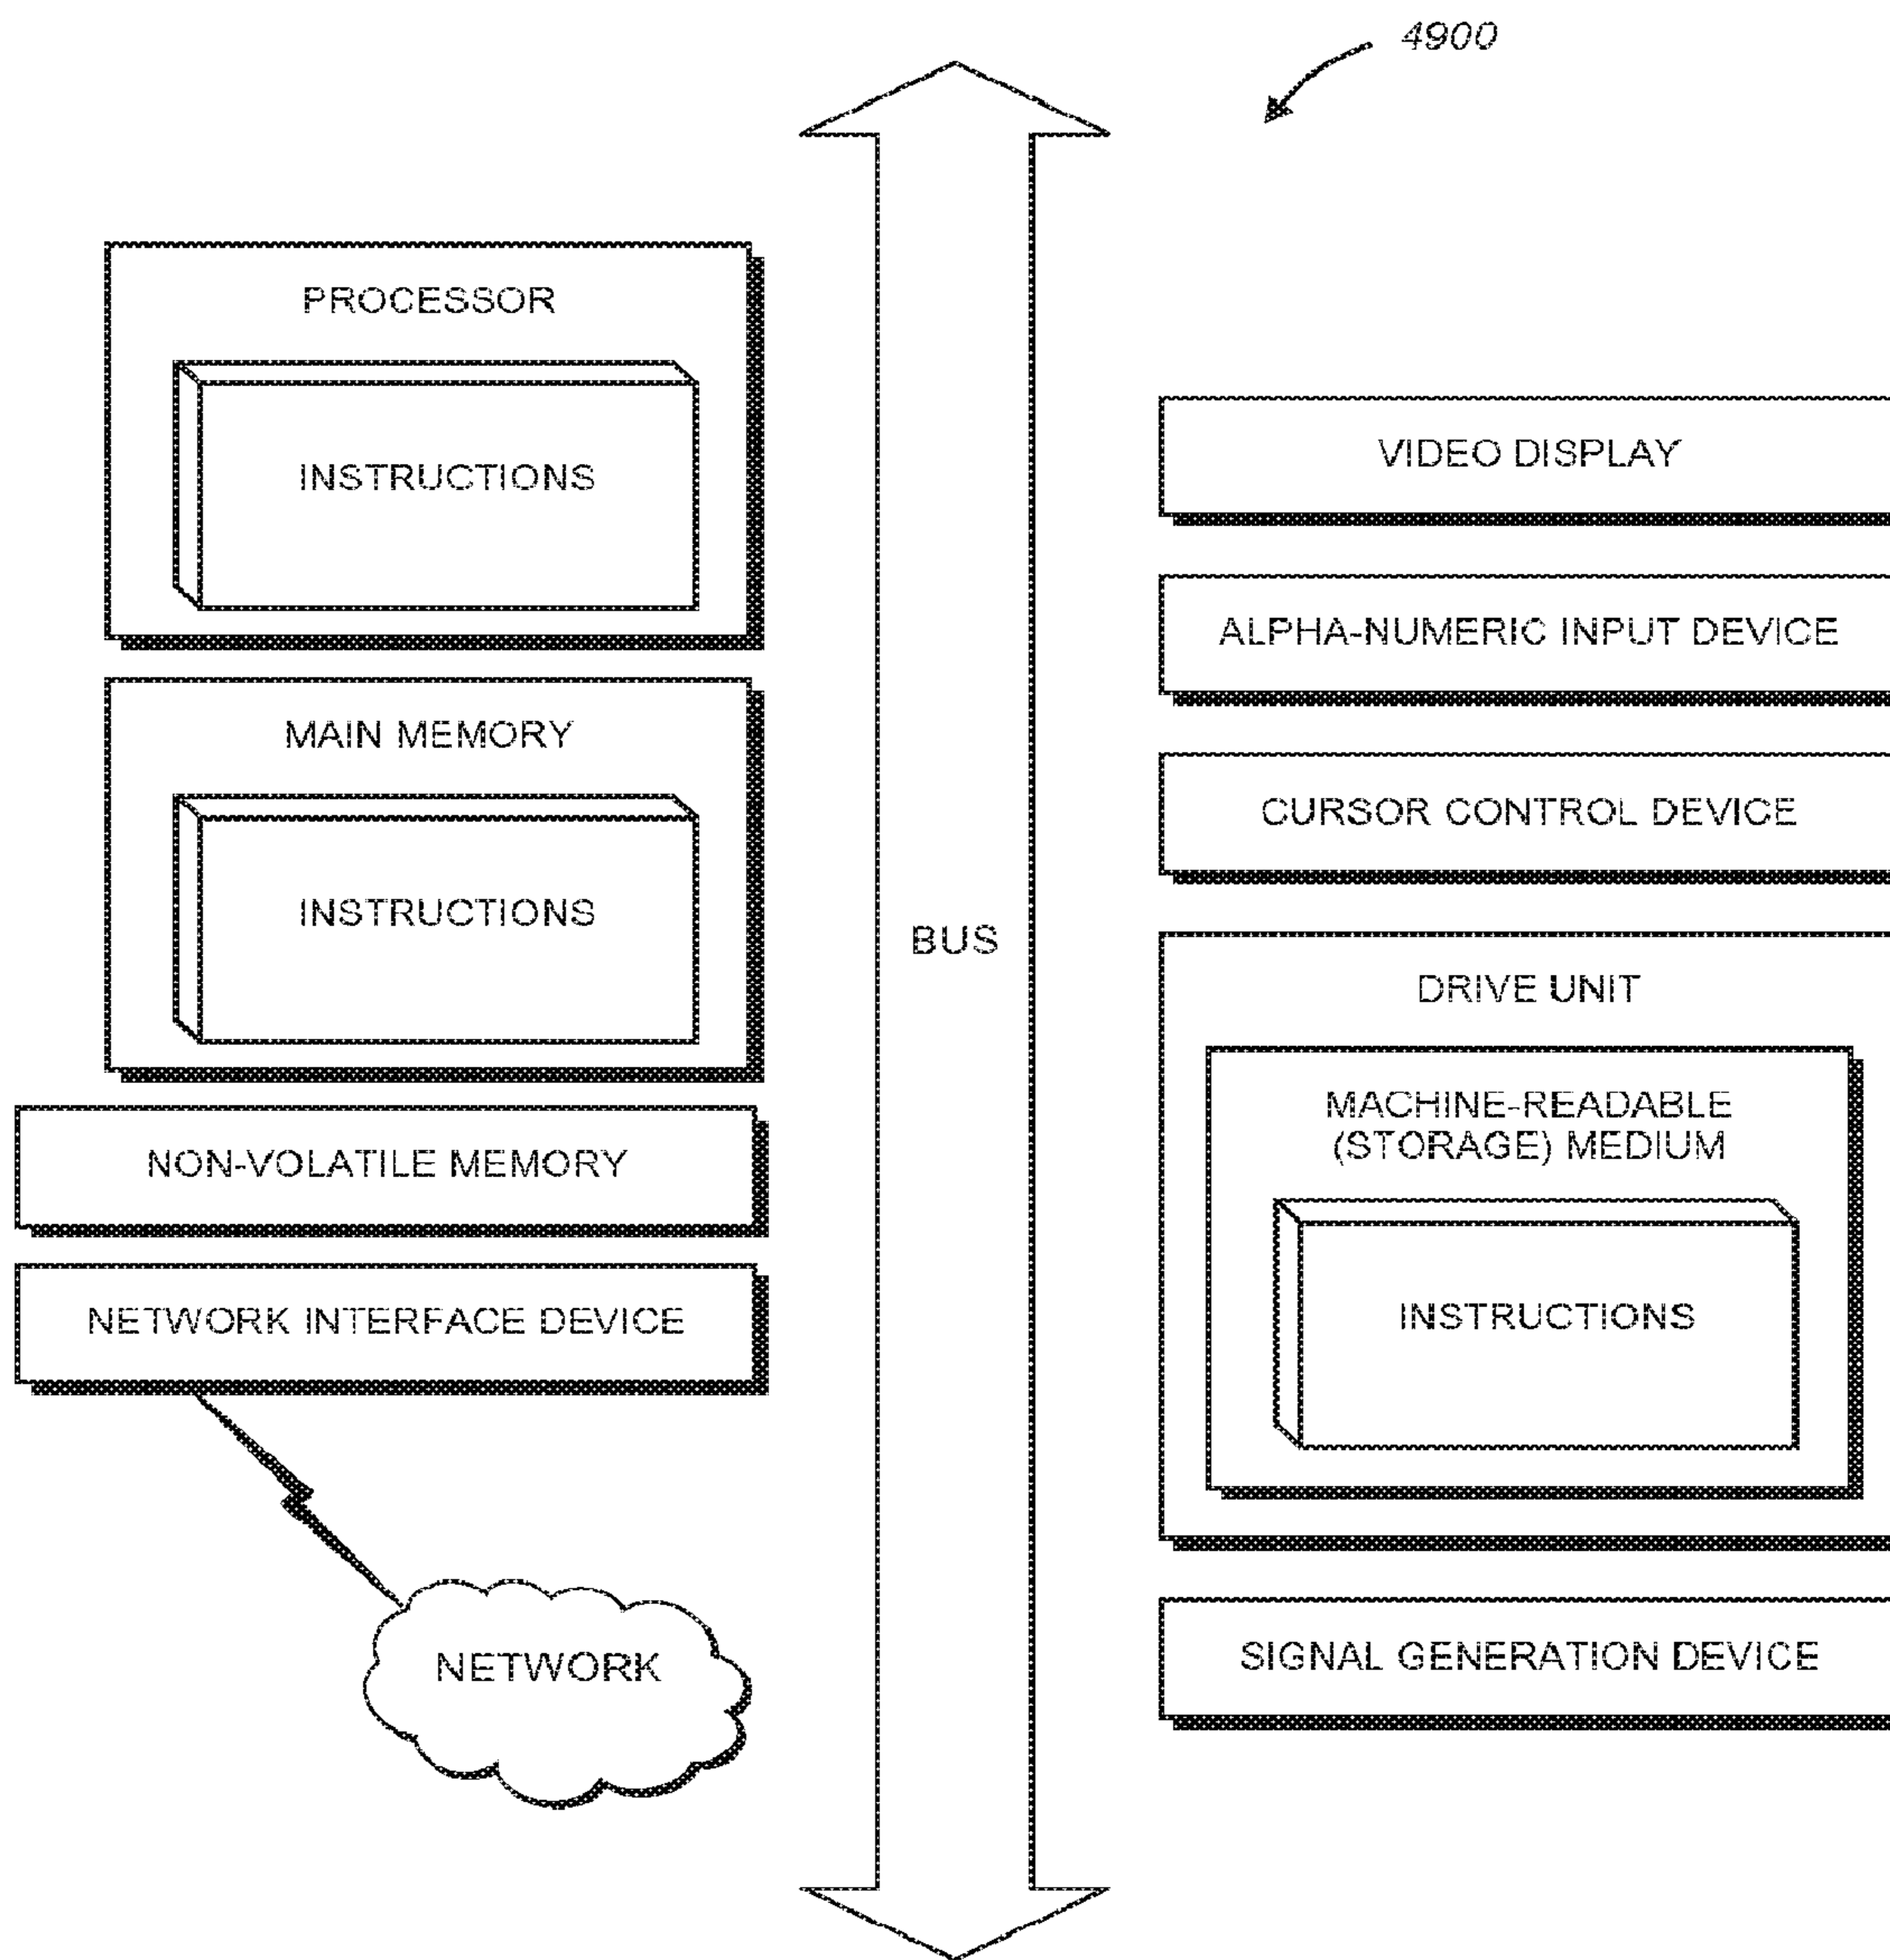 4900
PROCESSOR
INSTRUCTIONS
MAIN MEMORY
INSTRUCTIONS
NON-VOLATILE MEMORY
NETWORK INTERFACE DEVICE
NETWORK
BUS
VIDEO DISPLAY
ALPHA-NUMERIC INPUT DEVICE
CURSOR CONTROL DEVICE
DRIVE UNIT
MACHINE-READABLE
(STORAGE) MEDIUM
INSTRUCTIONS
SIGNAL GENERATION DEVICE